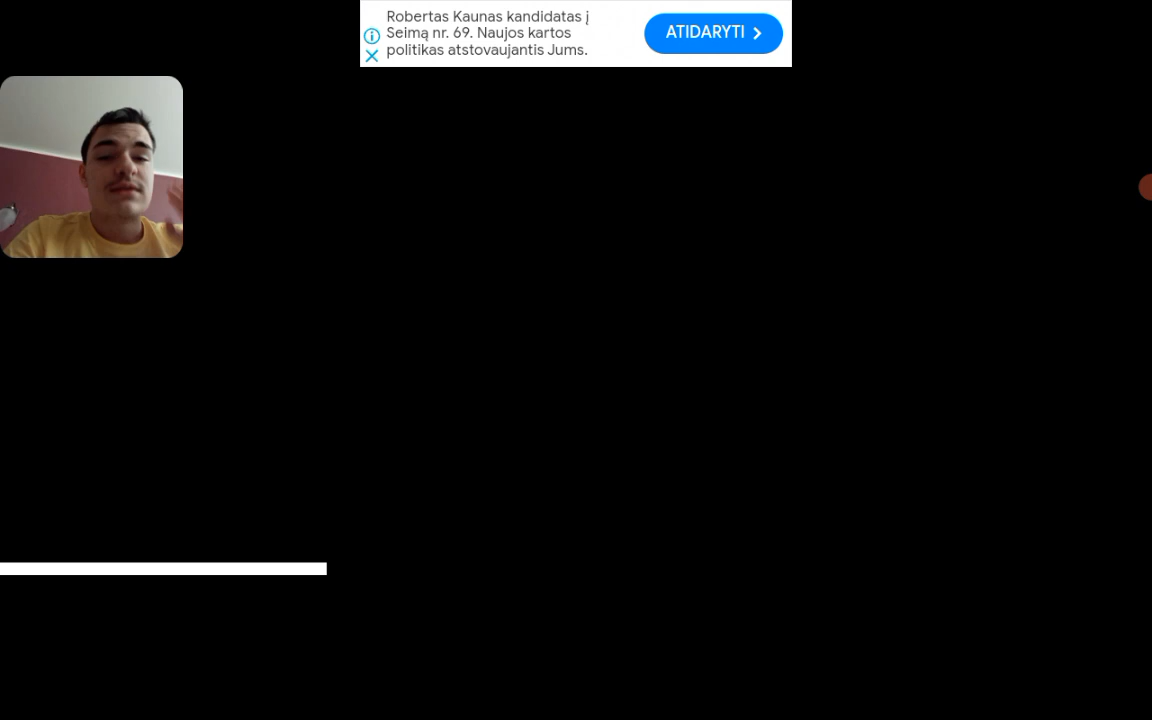 Robertas Kaunas kandidatas į
Seimą nr. 69. Naujos kartos
politikas atstovaujantis Jums.
ATIDARYTI